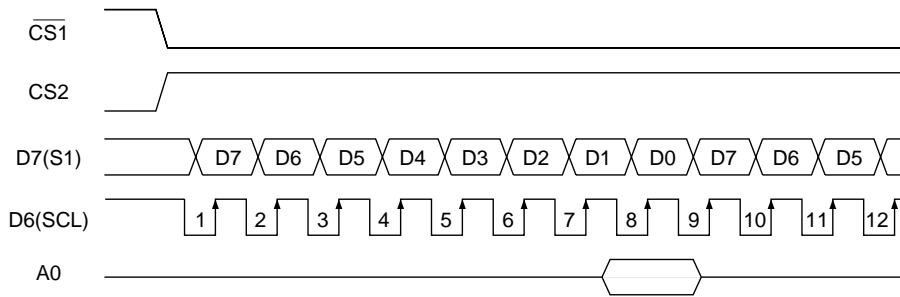 CS1
CS2
D7(S1) D7 D6 D5 D4 D3 D2 D1 D0 D7 D6 D5
D6(SCL) 1 2 3 4 5 6 7 8 9 10 11 12
A0